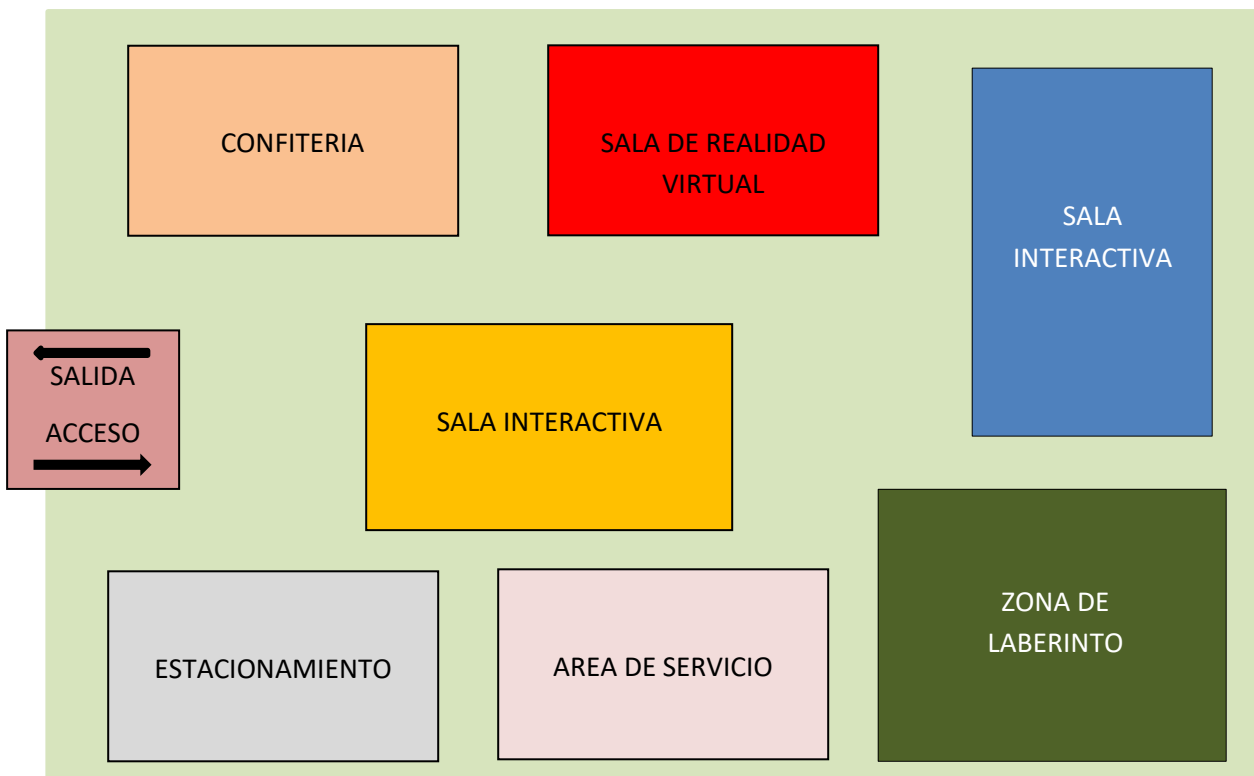 CONFITERIA
SALA DE REALIDAD
VIRTUAL
SALA
INTERACTIVA
SALIDA
ACCESO
SALA INTERACTIVA
ESTACIONAMIENTO
AREA DE SERVICIO
ZONA DE
LABERINTO